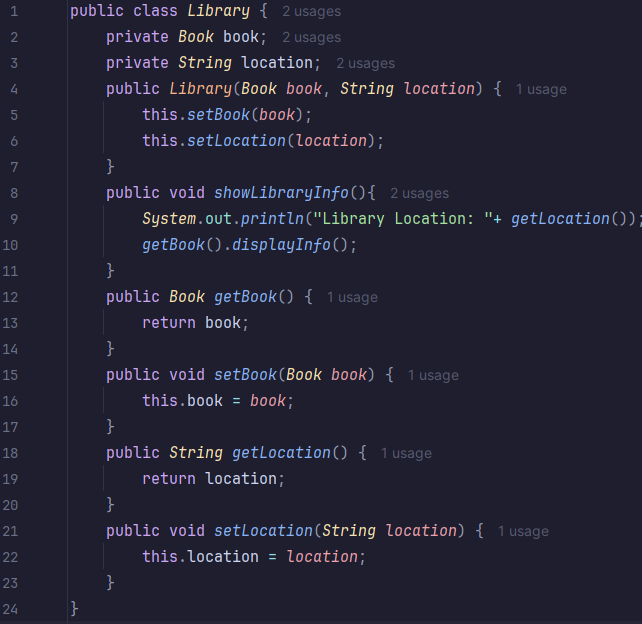 1 public class Library { 2 usages
2 private Book book; 2 usages
3 private String location; 2 usages
4 public Library(Book book, String location) { 1 usage
5 this.setBook(book);
6 this.setLocation(location);
7 }
8 public void showLibraryInfo(){ 2 usages
9 System.out.println("Library Location: "+ getLocation());
10 getBook().displayInfo();
11 }
12 public Book getBook() { 1 usage
13 return book;
14 }
15 public void setBook(Book book) { 1 usage
16 this.book = book;
17 }
18 public String getLocation() { 1 usage
19 return location;
20 }
21 public void setLocation(String location) { 1 usage
22 this.location = location;
23 }
24 }